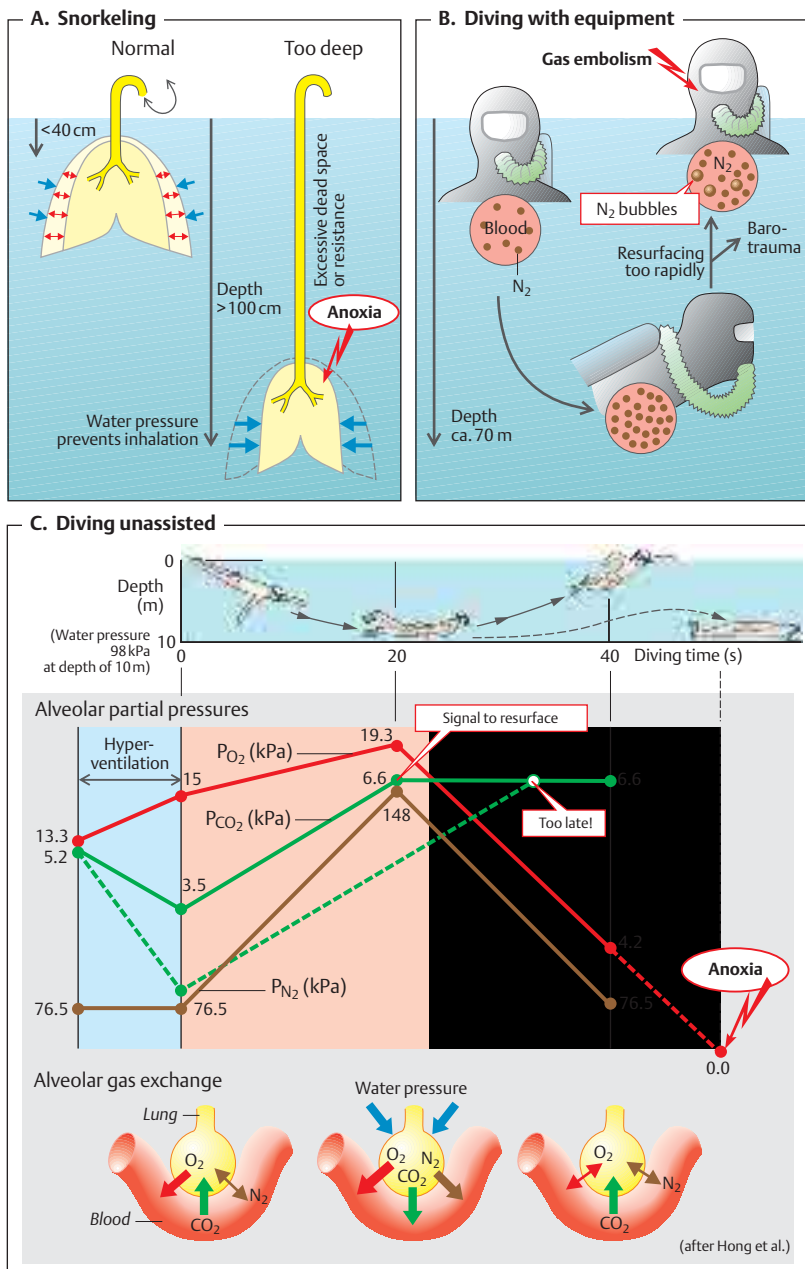 A. Snorkeling
Normal
Too deep
<40 cm
Depth
>100 cm
Excessive dead space
or resistance
Anoxia
Water pressure
prevents inhalation
B. Diving with equipment
Gas embolism
N₂
N₂ bubbles
Blood
N₂
Resurfacing
too rapidly
Baro-
trauma
Depth
ca. 70 m
C. Diving unassisted
0
Depth
(m)
10
(Water pressure
98 kPa
at depth of 10 m)
0
20
40
Diving time (s)
Alveolar partial pressures
Signal to resurface
Hyper-
ventilation
PO₂ (kPa)
19.3
15
6.6
6.6
PCO₂ (kPa)
148
Too late!
13.3
5.2
3.5
4.2
PN₂ (kPa)
Anoxia
76.5
76.5
76.5
0.0
Alveolar gas exchange
Water pressure
Lung
O₂
N₂
CO₂
Blood
O₂
N₂
CO₂
O₂
N₂
CO₂
(after Hong et al.)